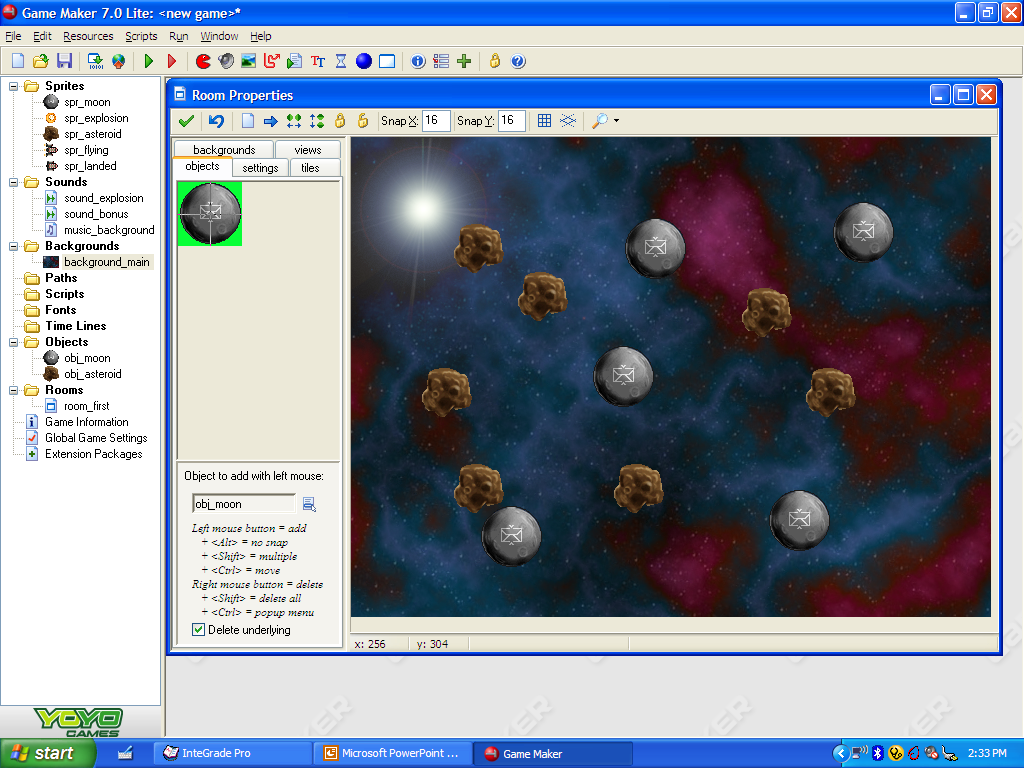 Game Maker 7.0 Lite: <new game>*
File Edit Resources Scripts Run Window Help
Sprites
spr_moon
spr_explosion
spr_asteroid
spr_flying
spr_landed
Sounds
sound_explosion
sound_bonus
music_background
Backgrounds
background_main
Paths
Scripts
Fonts
Time Lines
Objects
obj_moon
obj_asteroid
Rooms
room_first
Game Information
Global Game Settings
Extension Packages
YOYO
GAMES
Room Properties
Snap X: 16 Snap Y: 16
backgrounds views
objects settings tiles
Object to add with left mouse:
obj_moon
Left mouse button = add
+ <Alt> = no snap
+ <Shift> = multiple
+ <Ctrl> = move
Right mouse button = delete
+ <Shift> = delete all
+ <Ctrl> = popup menu
Delete underlying
x: 256 y: 304
start InteGrade Pro Microsoft PowerPoint ... Game Maker 2:33 PM